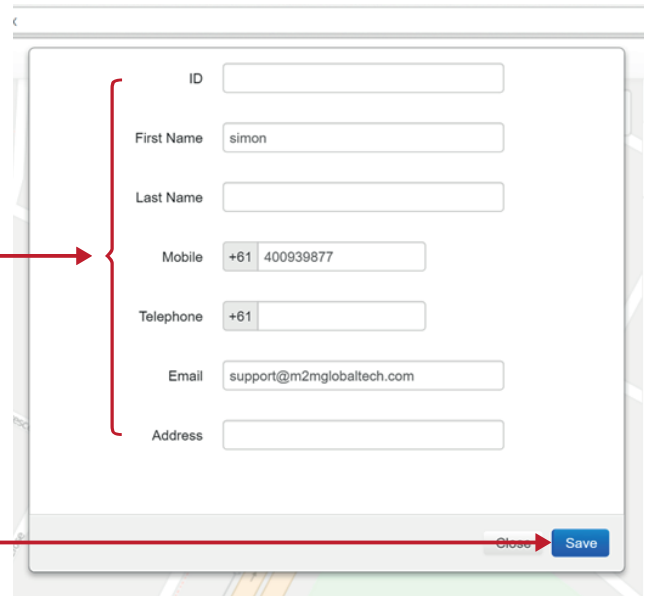 ID
First Name simon
Last Name
Mobile +61 400939877
Telephone +61
Email support@m2mglobaltech.com
Address
Close Save